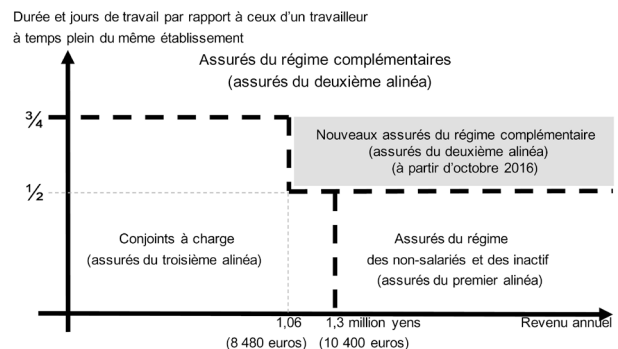 Durée et jours de travail par rapport à ceux d'un travailleur
à temps plein du même établissement
Assurés du régime complémentaires
(assurés du deuxième alinéa)
¾
Nouveaux assurés du régime complémentaire
(assurés du deuxième alinéa)
(à partir d'octobre 2016)
½
Conjoints à charge
(assurés du troisième alinéa)
Assurés du régime
des non-salariés et des inactif
(assurés du premier alinéa)
1,06
1,3 million yens
Revenu annuel
(8 480 euros)
(10 400 euros)